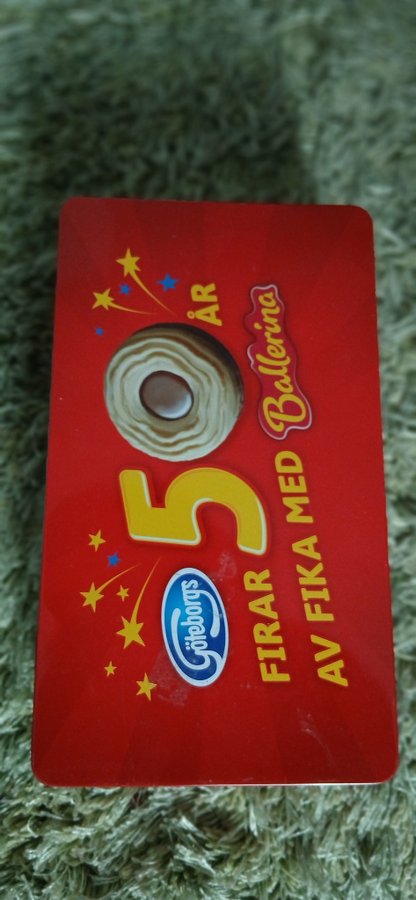 Göteborgs
50 ÅR
FIRAR
AV FIKA MED Ballerina